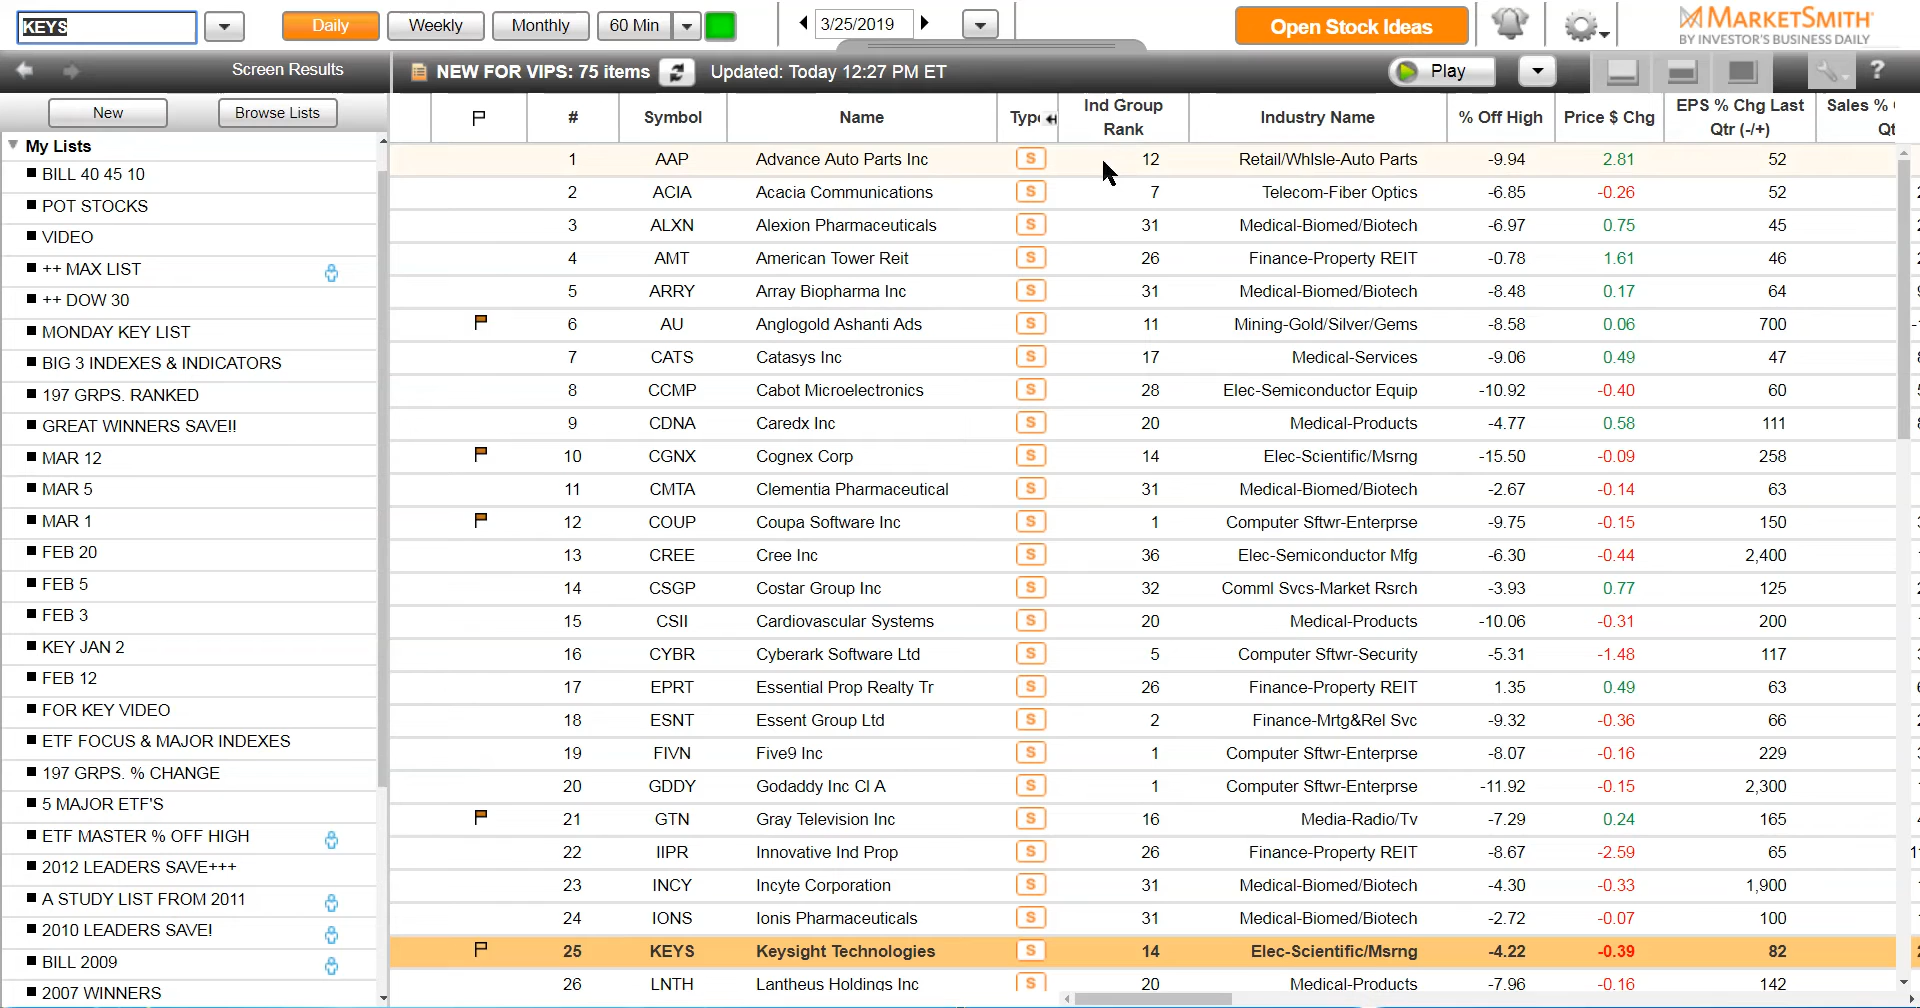 KEYS Daily Weekly Monthly 60 Min 3/25/2019 Open Stock Ideas MARKETSMITH
BY INVESTOR'S BUSINESS DAILY
Screen Results NEW FOR VIPS: 75 items Updated: Today 12:27 PM ET Play ?
New Browse Lists
My Lists
BILL 40 45 10
POT STOCKS
VIDEO
++ MAX LIST
++ DOW 30
MONDAY KEY LIST
BIG 3 INDEXES & INDICATORS
197 GRPS. RANKED
GREAT WINNERS SAVE!!
MAR 12
MAR 5
MAR 1
FEB 20
FEB 5
FEB 3
KEY JAN 2
FEB 12
FOR KEY VIDEO
ETF FOCUS & MAJOR INDEXES
197 GRPS. % CHANGE
5 MAJOR ETF'S
ETF MASTER % OFF HIGH
2012 LEADERS SAVE+++
A STUDY LIST FROM 2011
2010 LEADERS SAVE!
BILL 2009
2007 WINNERS
# Symbol Name Type Ind Group Rank Industry Name % Off High Price $ Chg EPS % Chg Last Qtr (-/+) Sales %
1 AAP Advance Auto Parts Inc S 12 Retail/Whlsle-Auto Parts -9.94 2.81 52
2 ACIA Acacia Communications S 7 Telecom-Fiber Optics -6.85 -0.26 52
3 ALXN Alexion Pharmaceuticals S 31 Medical-Biomed/Biotech -6.97 0.75 45
4 AMT American Tower Reit S 26 Finance-Property REIT -0.78 1.61 46
5 ARRY Array Biopharma Inc S 31 Medical-Biomed/Biotech -8.48 0.17 64
6 AU Anglogold Ashanti Ads S 11 Mining-Gold/Silver/Gems -8.58 0.06 700
7 CATS Catasys Inc S 17 Medical-Services -9.06 0.49 47
8 CCMP Cabot Microelectronics S 28 Elec-Semiconductor Equip -10.92 -0.40 60
9 CDNA Caredx Inc S 20 Medical-Products -4.77 0.58 111
10 CGNX Cognex Corp S 14 Elec-Scientific/Msrng -15.50 -0.09 258
11 CMTA Clementia Pharmaceutical S 31 Medical-Biomed/Biotech -2.67 -0.14 63
12 COUP Coupa Software Inc S 1 Computer Sftwr-Enterprse -9.75 -0.15 150
13 CREE Cree Inc S 36 Elec-Semiconductor Mfg -6.30 -0.44 2,400
14 CSGP Costar Group Inc S 32 Comml Svcs-Market Rsrch -3.93 0.77 125
15 CSII Cardiovascular Systems S 20 Medical-Products -10.06 -0.31 200
16 CYBR Cyberark Software Ltd S 5 Computer Sftwr-Security -5.31 -1.48 117
17 EPRT Essential Prop Realty Tr S 26 Finance-Property REIT 1.35 0.49 63
18 ESNT Essent Group Ltd S 2 Finance-Mrtg&Rel Svc -9.32 -0.36 66
19 FIVN Five9 Inc S 1 Computer Sftwr-Enterprse -8.07 -0.16 229
20 GDDY Godaddy Inc Cl A S 1 Computer Sftwr-Enterprse -11.92 -0.15 2,300
21 GTN Gray Television Inc S 16 Media-Radio/Tv -7.29 0.24 165
22 IIPR Innovative Ind Prop S 26 Finance-Property REIT -8.67 -2.59 65
23 INCY Incyte Corporation S 31 Medical-Biomed/Biotech -4.30 -0.33 1,900
24 IONS Ionis Pharmaceuticals S 31 Medical-Biomed/Biotech -2.72 -0.07 100
25 KEYS Keysight Technologies S 14 Elec-Scientific/Msrng -4.22 -0.39 82
26 LNTH Lantheus Holdings Inc S 20 Medical-Products -7.96 -0.16 142